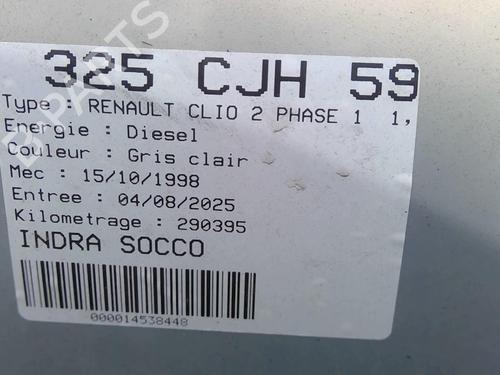 325 CJH 59
Type : RENAULT CLIO 2 PHASE 1 1,
Energie : Diesel
Couleur : Gris clair
Mec : 15/10/1998
Entree : 04/08/2025
Kilometrage : 290395
INDRA SOCCO
000014538448
B-PARTS